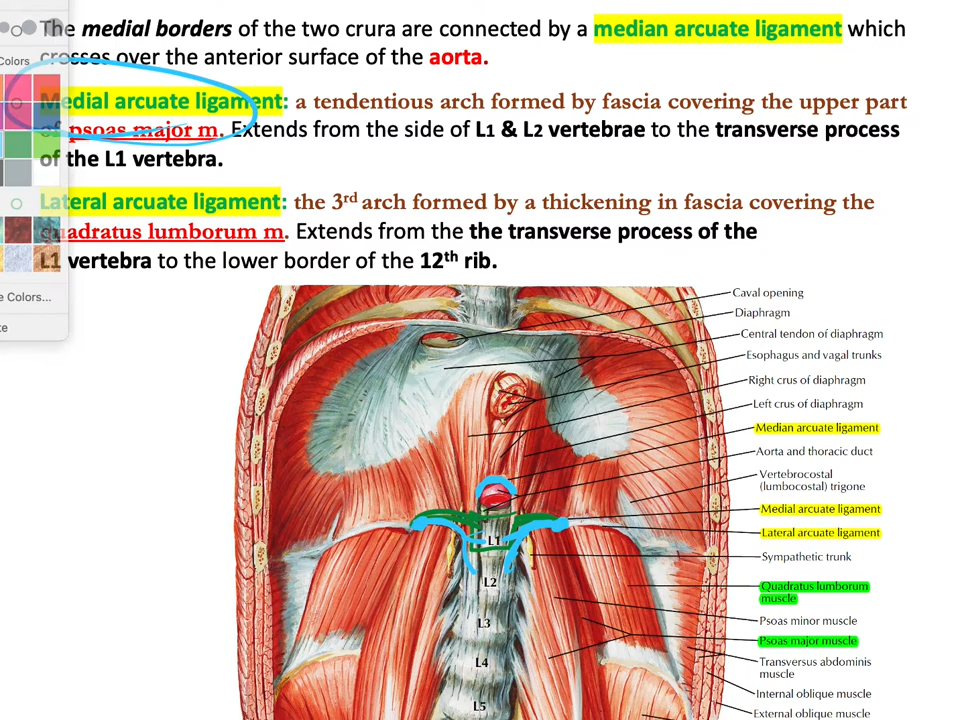 The medial borders of the two crura are connected by a median arcuate ligament which
Colors
crosses over the anterior surface of the aorta.
Medial arcuate ligament: a tendentious arch formed by fascia covering the upper part
of psoas major m. Extends from the side of L1 & L2 vertebrae to the transverse process
of the L1 vertebra.
Lateral arcuate ligament: the 3rd arch formed by a thickening in fascia covering the
quadratus lumborum m. Extends from the the transverse process of the
L1 vertebra to the lower border of the 12th rib.
Colors...
Caval opening
Diaphragm
Central tendon of diaphragm
Esophagus and vagal trunks
Right crus of diaphragm
Left crus of diaphragm
Median arcuate ligament
Aorta and thoracic duct
Vertebrocostal
(lumbocostal) trigone
Medial arcuate ligament
Lateral arcuate ligament
Sympathetic trunk
Quadratus lumborum
muscle
Psoas minor muscle
Psoas major muscle
Transversus abdominis
muscle
Internal oblique muscle
External oblique muscle
L1
L2
L3
L4
L5